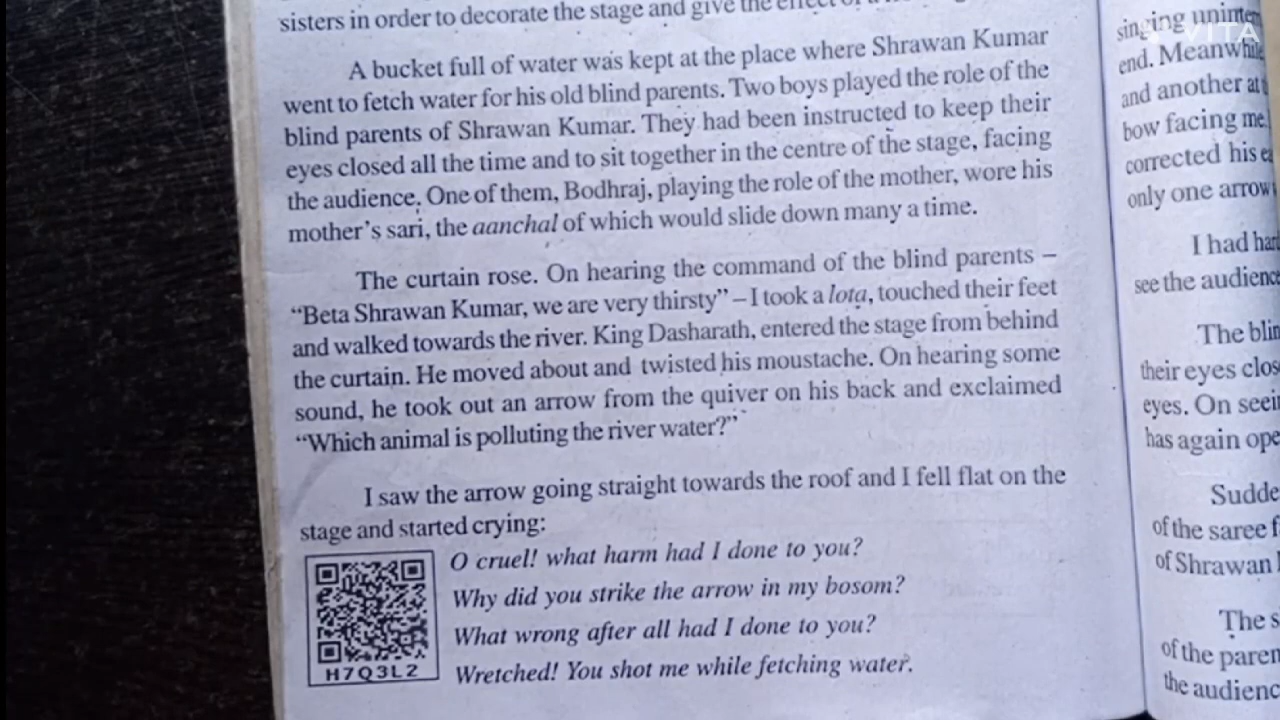 sisters in order to decorate the stage and give the effect of a
A bucket full of water was kept at the place where Shrawan Kumar
went to fetch water for his old blind parents. Two boys played the role of the
blind parents of Shrawan Kumar. They had been instructed to keep their
eyes closed all the time and to sit together in the centre of the stage, facing
the audience. One of them, Bodhraj, playing the role of the mother, wore his
mother's sari, the aanchal of which would slide down many a time.
The curtain rose. On hearing the command of the blind parents –
“Beta Shrawan Kumar, we are very thirsty” – I took a lota, touched their feet
and walked towards the river. King Dasharath, entered the stage from behind
the curtain. He moved about and twisted his moustache. On hearing some
sound, he took out an arrow from the quiver on his back and exclaimed
“Which animal is polluting the river water?”
I saw the arrow going straight towards the roof and I fell flat on the
stage and started crying:
O cruel! what harm had I done to you?
Why did you strike the arrow in my bosom?
What wrong after all had I done to you?
Wretched! You shot me while fetching water.
H7Q3L2
singing
end.
and another at
bow facing me.
corrected his
only one arrow
I had
see the
The
their eyes
eyes. On
has again
of the saree
of Shrawan
The
of the
the
VITA